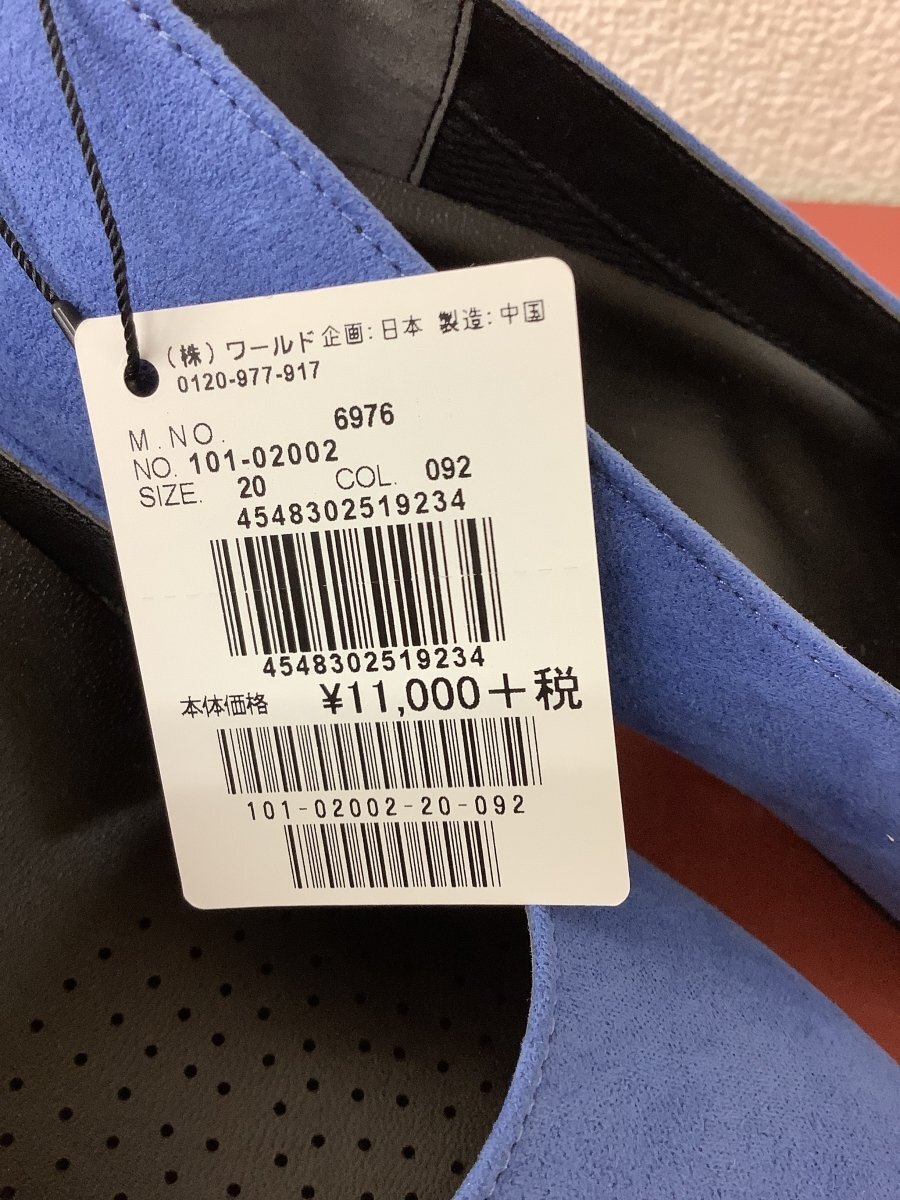 (株)ワールド 企画:日本 製造:中国
0120-977-917
M.NO. 6976
NO. 101-02002
SIZE. 20 COL. 092
4548302519234
4548302519234
本体価格 ¥11,000+税
101-02002-20-092